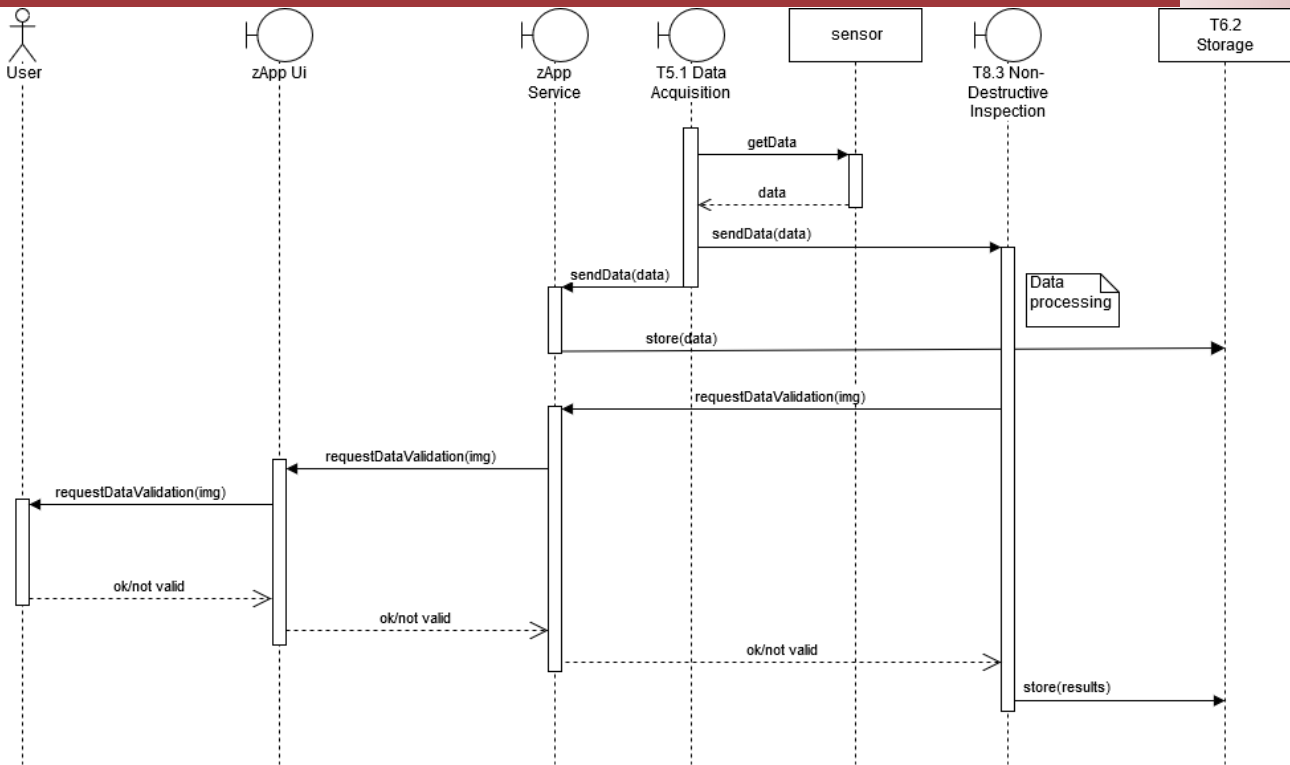 User
zApp Ui
zApp
Service
T5.1 Data
Acquisition
sensor
T8.3 Non-
Destructive
Inspection
T6.2
Storage
getData
data
sendData(data)
sendData(data)
Data
processing
store(data)
requestDataValidation(img)
requestDataValidation(img)
requestDataValidation(img)
ok/not valid
ok/not valid
ok/not valid
store(results)